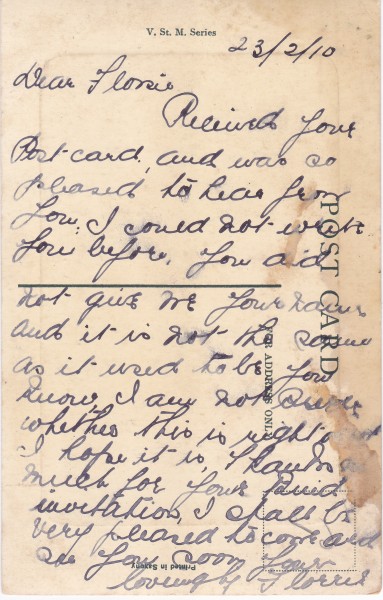 V. St. M. Series
23/2/10
Dear Florrie
Recieved your
Post card, and was so
pleased to hear from
you, I could not write
you before, you did
not give me your name
and it is not the same
as it used to be you
know, I am not sure
whether this is right or not
I hope it is, Thanks so
much for your kind
invitation, I shall be
very pleased to come and
see you soon your
loving Florrie
POST CARD
FOR ADDRESS ONLY
Printed in Saxony